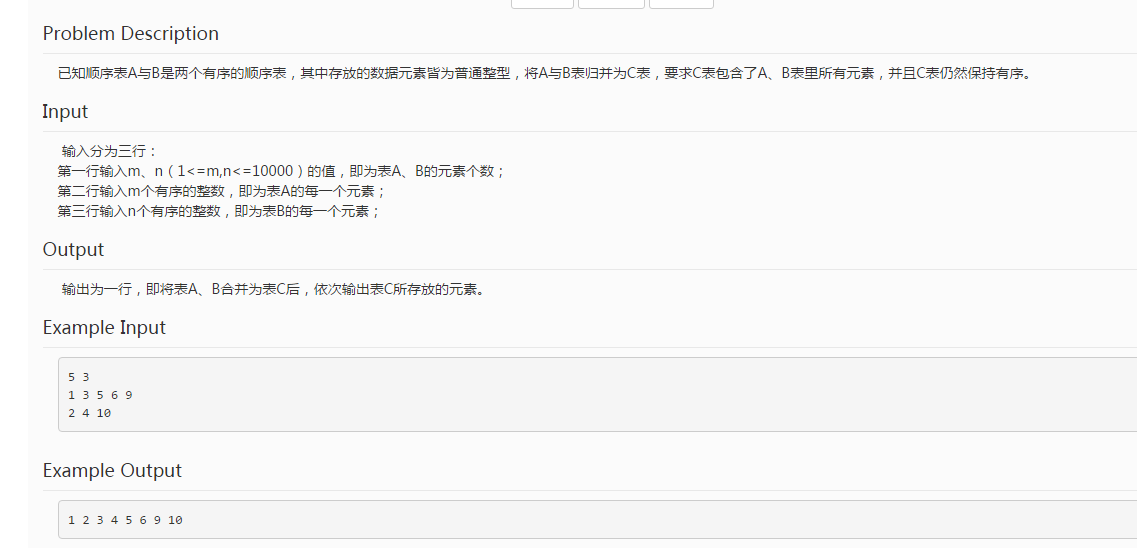 Problem Description
已知顺序表A与B是两个有序的顺序表，其中存放的数据元素皆为普通整型，将A与B表归并为C表，要求C表包含了A、B表里所有元素，并且C表仍然保持有序。
Input
输入分为三行：
第一行输入m、n（1<=m,n<=10000）的值，即为表A、B的元素个数；
第二行输入m个有序的整数，即为表A的每一个元素；
第三行输入n个有序的整数，即为表B的每一个元素；
Output
输出为一行，即将表A、B合并为表C后，依次输出表C所存放的元素。
Example Input
5 3
1 3 5 6 9
2 4 10
Example Output
1 2 3 4 5 6 9 10